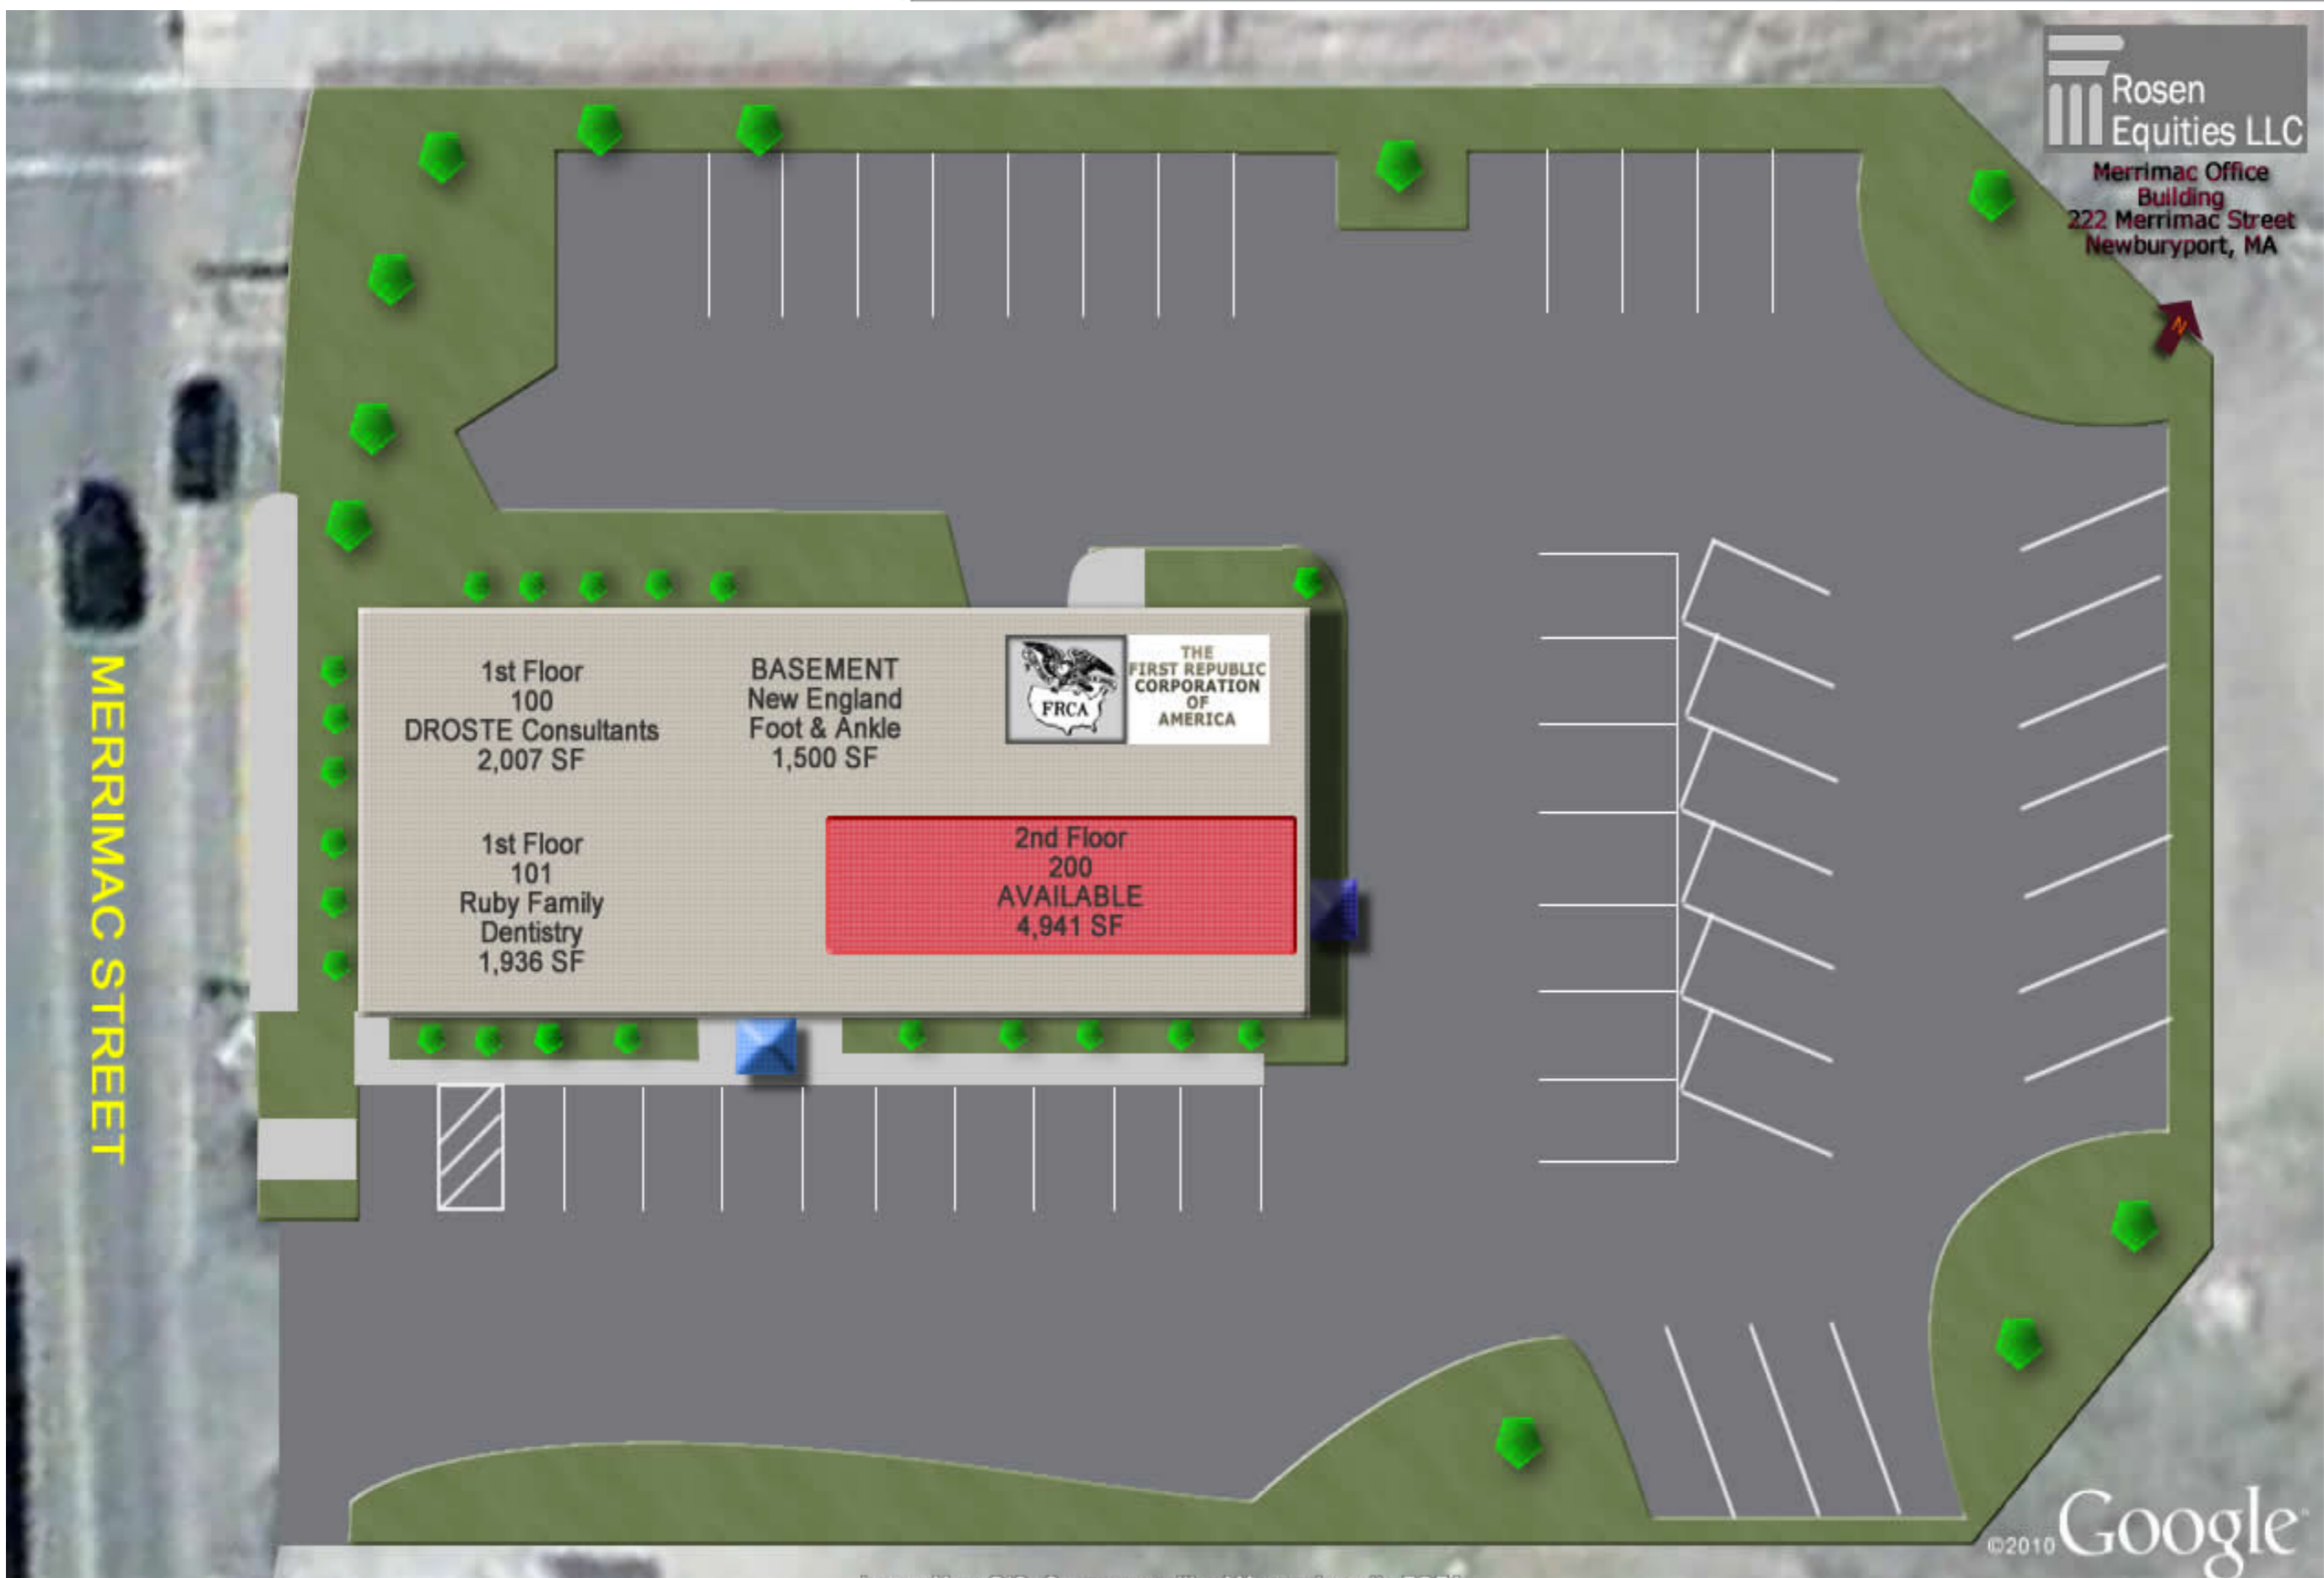 Rosen
Equities LLC
Merrimac Office
Building
222 Merrimac Street
Newburyport, MA
N
MERRIMAC STREET
1st Floor
100
DROSTE Consultants
2,007 SF
BASEMENT
New England
Foot & Ankle
1,500 SF
FRCA
THE
FIRST REPUBLIC
CORPORATION
OF
AMERICA
1st Floor
101
Ruby Family
Dentistry
1,936 SF
2nd Floor
200
AVAILABLE
4,941 SF
©2010 Google